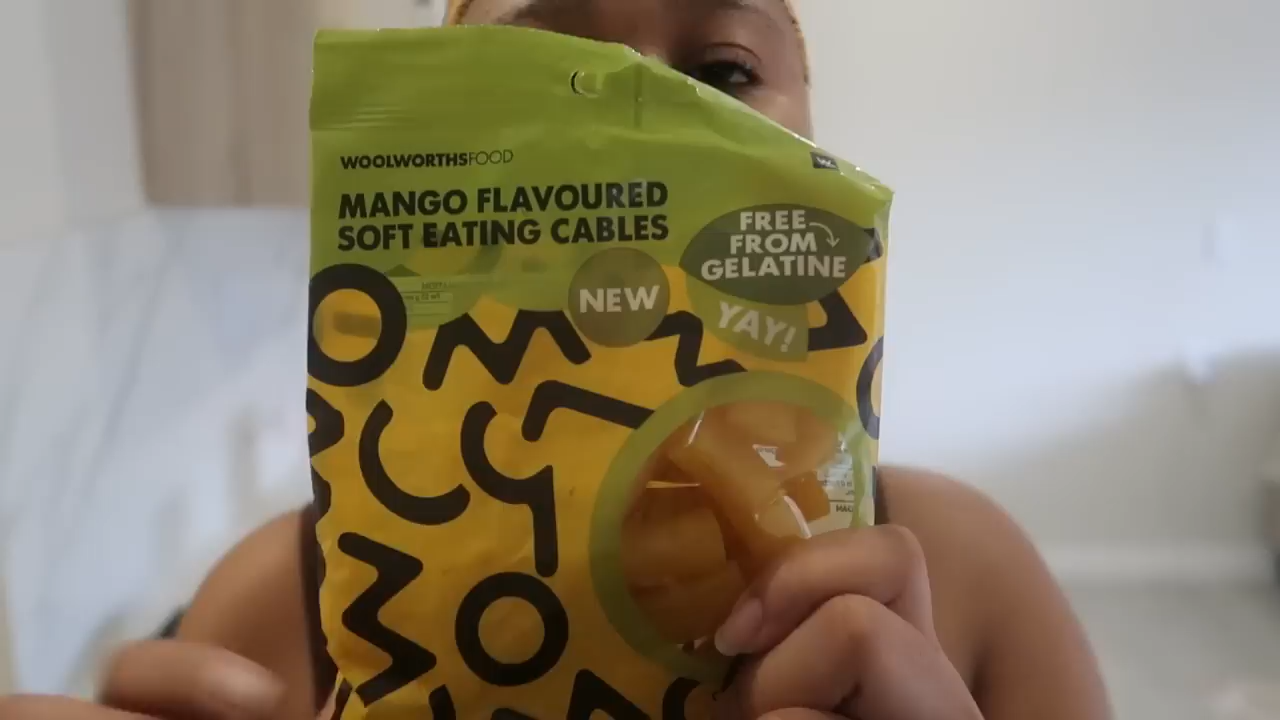 WOOLWORTHSFOOD
MANGO FLAVOURED
SOFT EATING CABLES
FREE
FROM
GELATINE
NEW
YAY!